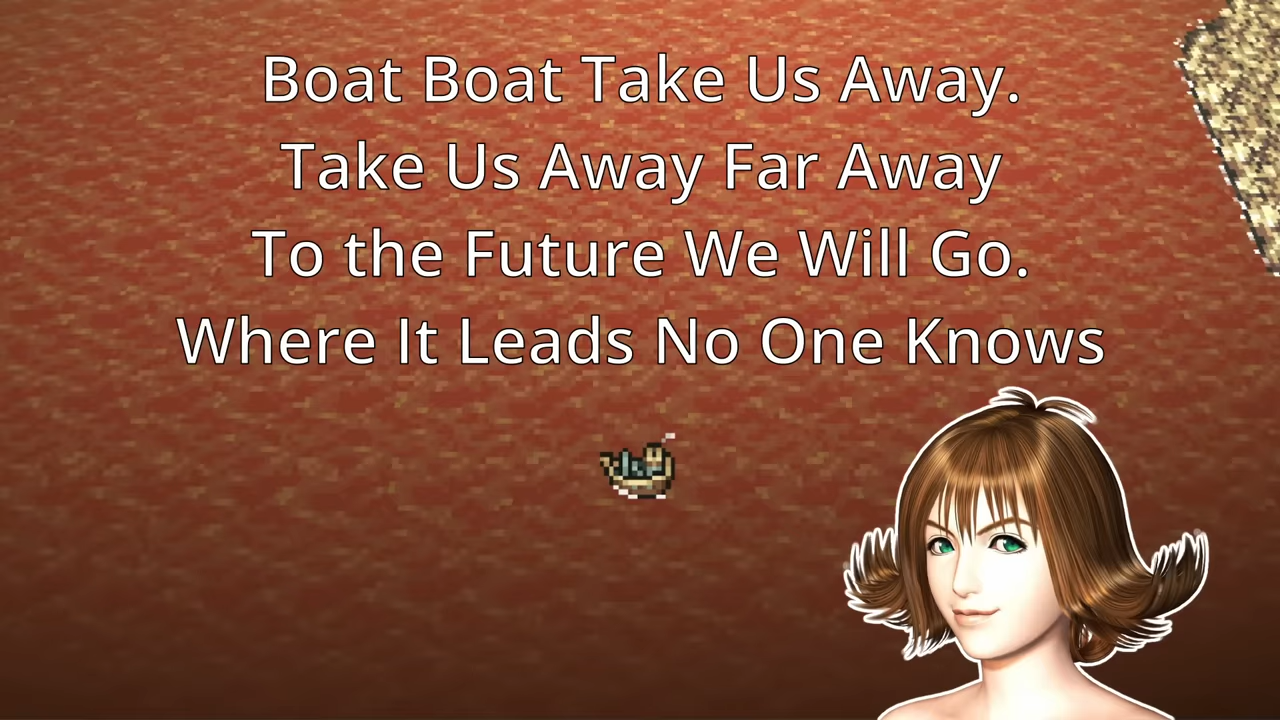 Boat Boat Take Us Away.
Take Us Away Far Away
To the Future We Will Go.
Where It Leads No One Knows